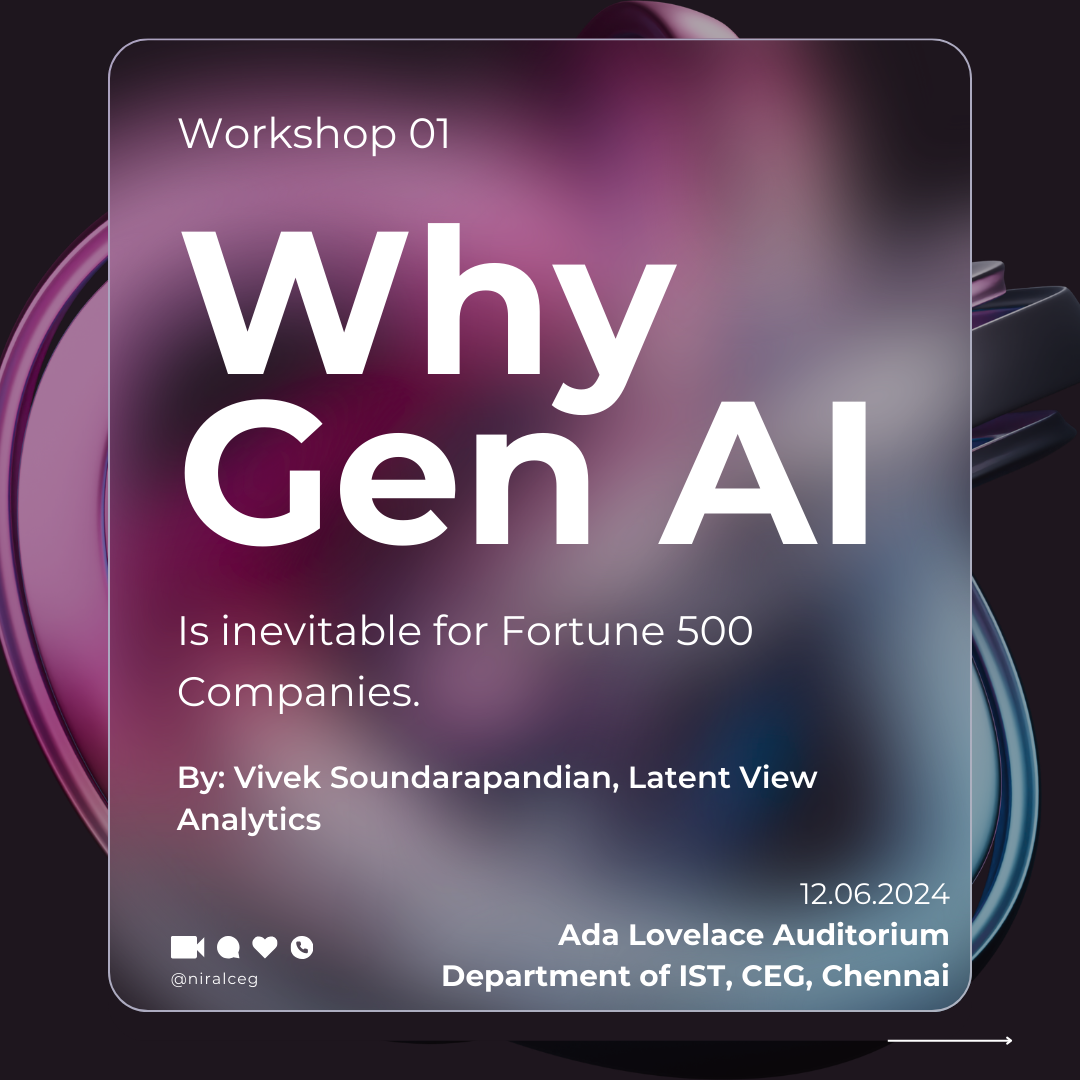 Workshop 01
Why
Gen AI
Is inevitable for Fortune 500
Companies.
By: Vivek Soundarapandian, Latent View
Analytics
12.06.2024
Ada Lovelace Auditorium
Department of IST, CEG, Chennai
@niralceg